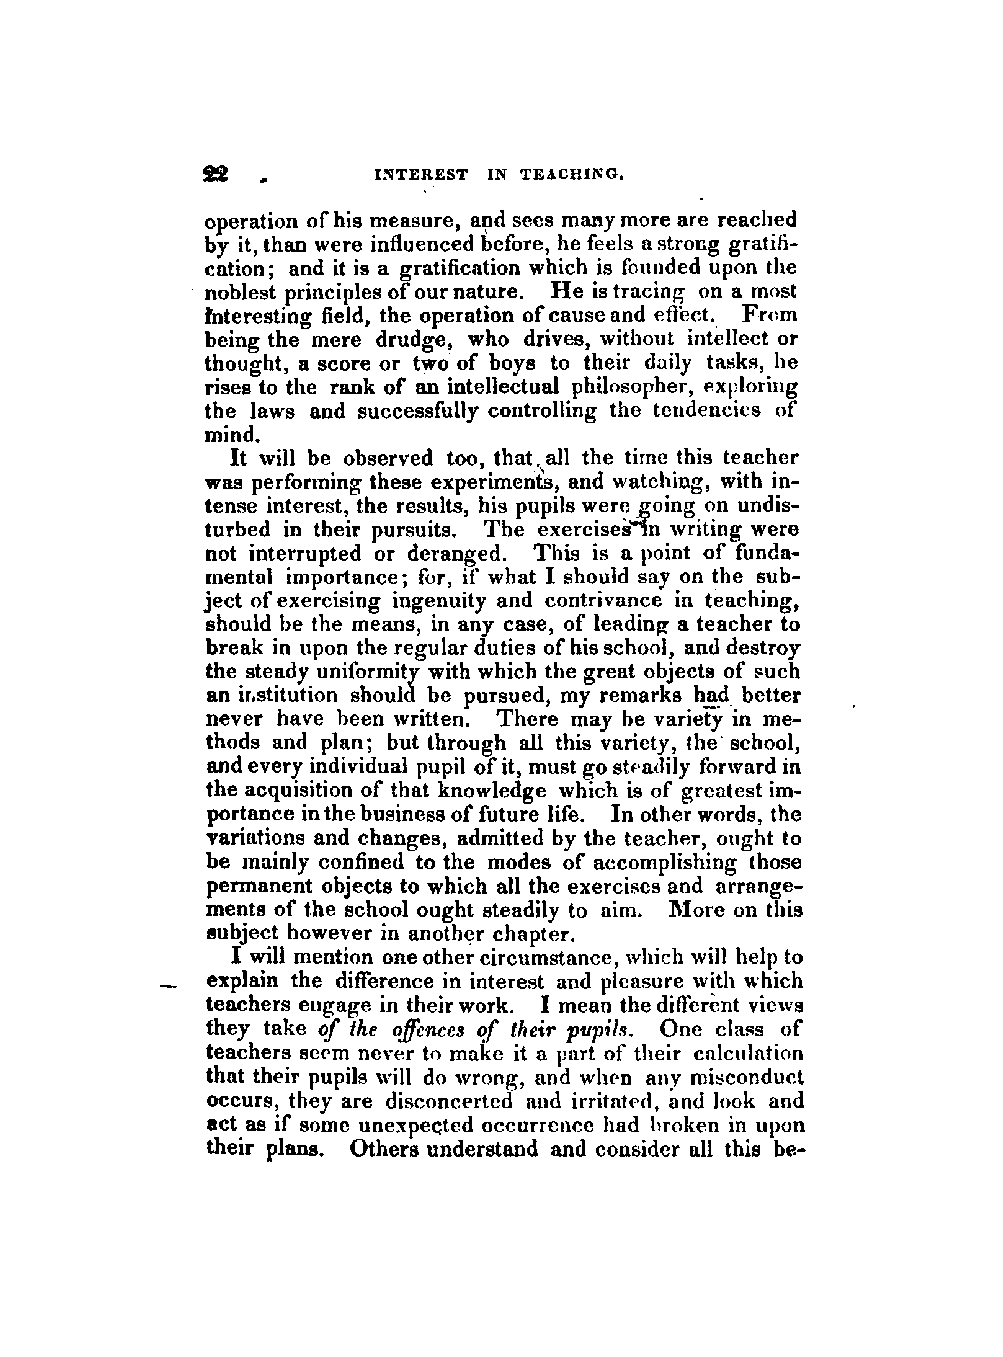 22 INTEREST IN TEACHING.
operation of his measure, and sees many more are reached
by it, than were influenced before, he feels a strong gratifi-
cation; and it is a gratification which is founded upon the
noblest principles of our nature. He is tracing on a most
interesting field, the operation of cause and effect. From
being the mere drudge, who drives, without intellect or
thought, a score or two of boys to their daily tasks, he
rises to the rank of an intellectual philosopher, exploring
the laws and successfully controlling the tendencies of
mind.
It will be observed too, that all the time this teacher
was performing these experiments, and watching, with in-
tense interest, the results, his pupils were going on undis-
turbed in their pursuits. The exercises in writing were
not interrupted or deranged. This is a point of funda-
mental importance; for, if what I should say on the sub-
ject of exercising ingenuity and contrivance in teaching,
should be the means, in any case, of leading a teacher to
break in upon the regular duties of his school, and destroy
the steady uniformity with which the great objects of such
an institution should be pursued, my remarks had better
never have been written. There may be variety in me-
thods and plan; but through all this variety, the school,
and every individual pupil of it, must go steadily forward in
the acquisition of that knowledge which is of greatest im-
portance in the business of future life. In other words, the
variations and changes, admitted by the teacher, ought to
be mainly confined to the modes of accomplishing those
permanent objects to which all the exercises and arrange-
ments of the school ought steadily to aim. More on this
subject however in another chapter.
I will mention one other circumstance, which will help to
explain the difference in interest and pleasure with which
teachers engage in their work. I mean the different views
they take of the offences of their pupils. One class of
teachers seem never to make it a part of their calculation
that their pupils will do wrong, and when any misconduct
occurs, they are disconcerted and irritated, and look and
act as if some unexpected occurrence had broken in upon
their plans. Others understand and consider all this be-